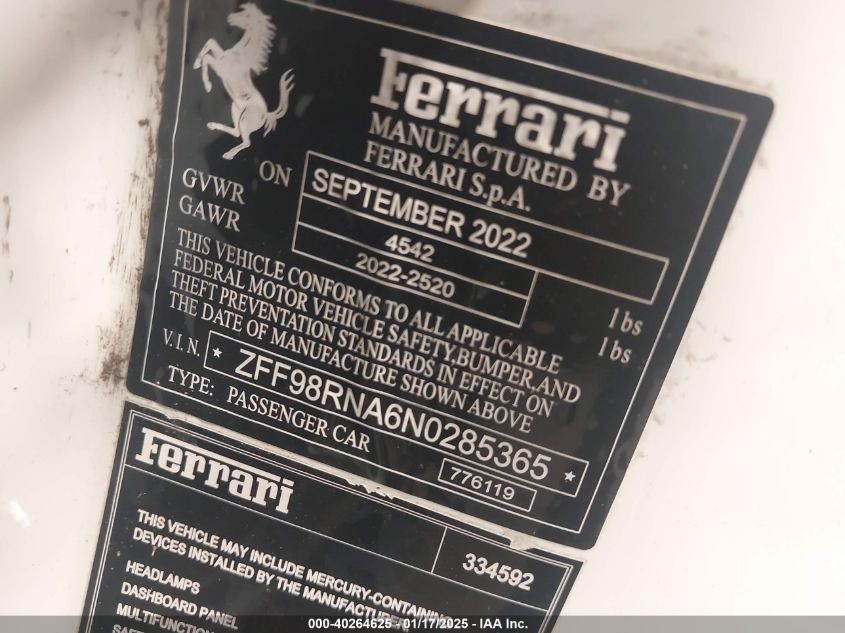 Ferrari
MANUFACTURED BY
FERRARI S.p.A.
ON SEPTEMBER 2022
GVWR 4542 lbs
GAWR 2022-2520 lbs
THIS VEHICLE CONFORMS TO ALL APPLICABLE
FEDERAL MOTOR VEHICLE SAFETY,BUMPER,AND
THEFT PREVENTION STANDARDS IN EFFECT ON
THE DATE OF MANUFACTURE SHOWN ABOVE
V.I.N. * ZFF98RNA6N0285365 *
TYPE: PASSENGER CAR 776119
Ferrari
334592
THIS VEHICLE MAY INCLUDE MERCURY-CONTAINING
DEVICES INSTALLED BY THE MANUFACTURER:
HEADLAMPS
DASHBOARD PANEL
MULTIFUNCTION
000-40264625 - 01/17/2025 - IAA Inc.